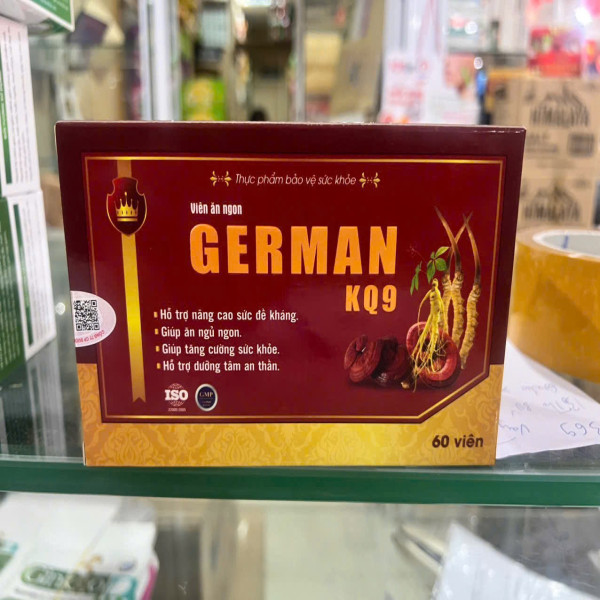 Thực phẩm bảo vệ sức khỏe
Viên ăn ngon
GERMAN
KQ9
Hỗ trợ nâng cao sức đề kháng.
Giúp ăn ngủ ngon.
Giúp tăng cường sức khỏe.
Hỗ trợ dưỡng tâm an thần.
ISO
GMP
60 viên